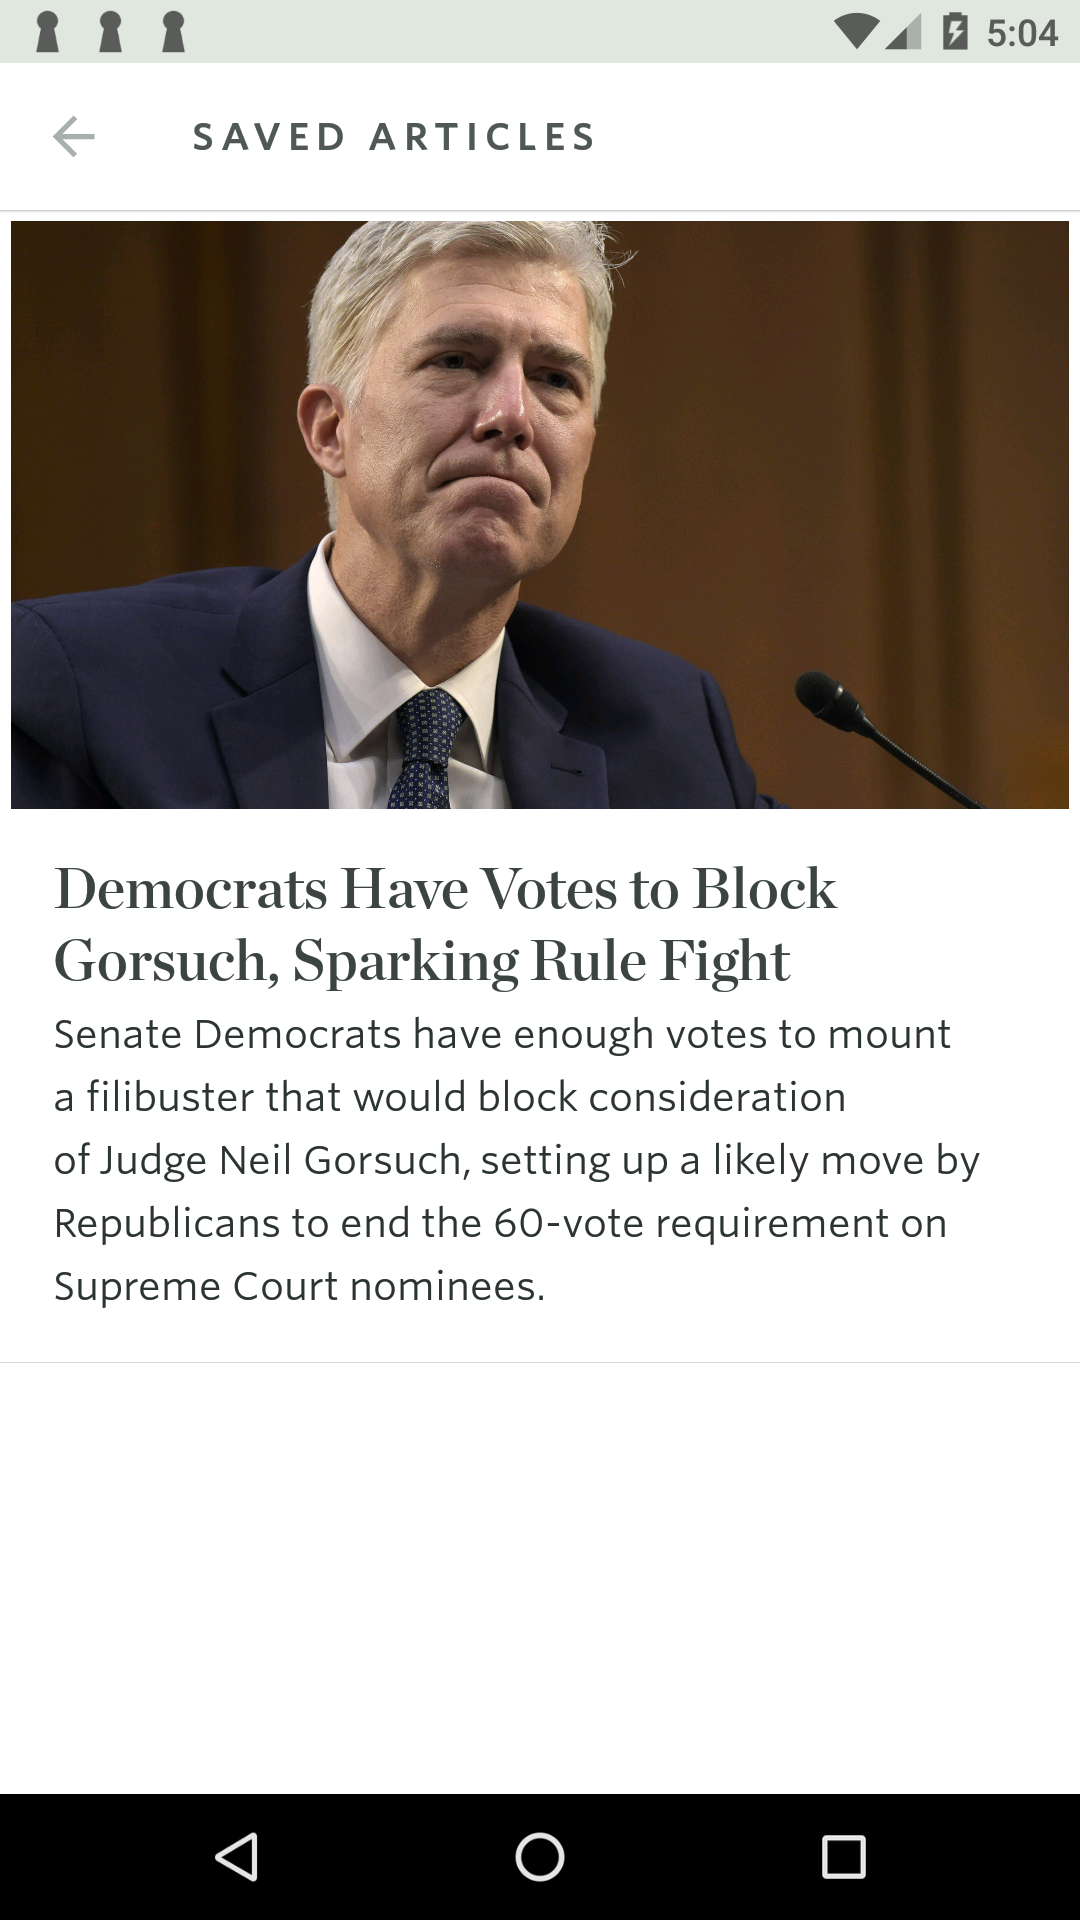 5:04
SAVED ARTICLES
Democrats Have Votes to Block
Gorsuch, Sparking Rule Fight
Senate Democrats have enough votes to mount
a filibuster that would block consideration
of Judge Neil Gorsuch, setting up a likely move by
Republicans to end the 60-vote requirement on
Supreme Court nominees.